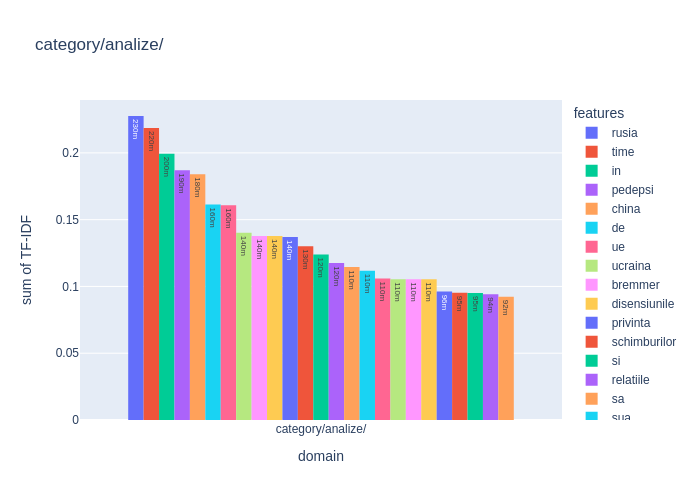 category/analize/
features
rusia
time
in
pedepsi
china
de
ue
ucraina
bremmer
disensiunile
privinta
schimburilor
si
relatiile
sa
sua
sum of TF-IDF
0.2
0.15
0.1
0.05
0
230m
220m
200m
190m
180m
160m
160m
140m
140m
140m
140m
130m
120m
120m
110m
110m
110m
110m
110m
110m
96m
95m
95m
94m
92m
category/analize/
domain